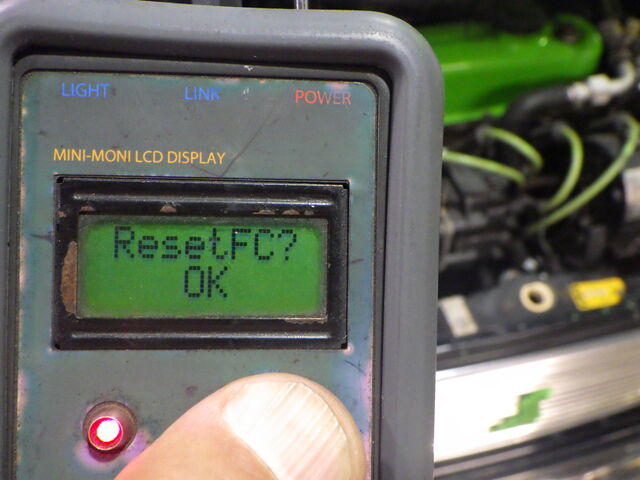 LIGHT LINK POWER
MINI-MONI LCD DISPLAY
ResetFC?
OK